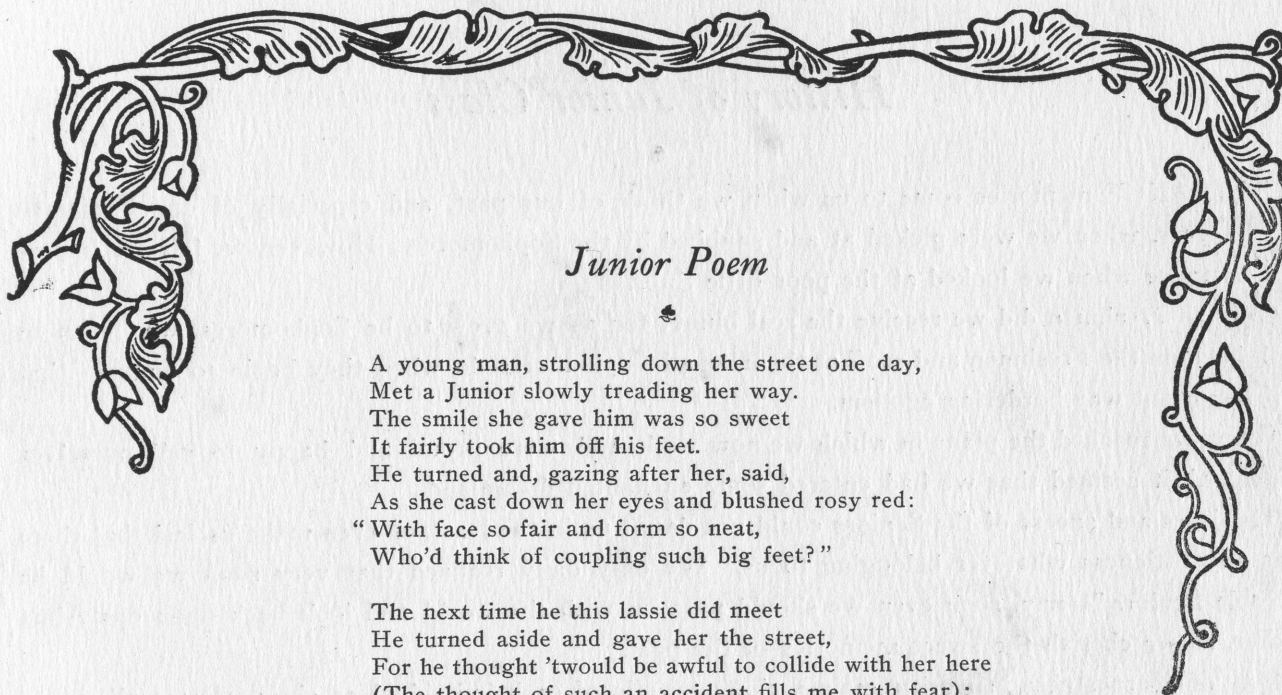 Junior Poem
A young man, strolling down the street one day,
Met a Junior slowly treading her way.
The smile she gave him was so sweet
It fairly took him off his feet.
He turned and, gazing after her, said,
As she cast down her eyes and blushed rosy red:
“With face so fair and form so neat,
Who'd think of coupling such big feet?”
The next time he this lassie did meet
He turned aside and gave her the street,
For he thought 'twould be awful to collide with her here
(The thought of such an accident fills me with fear);